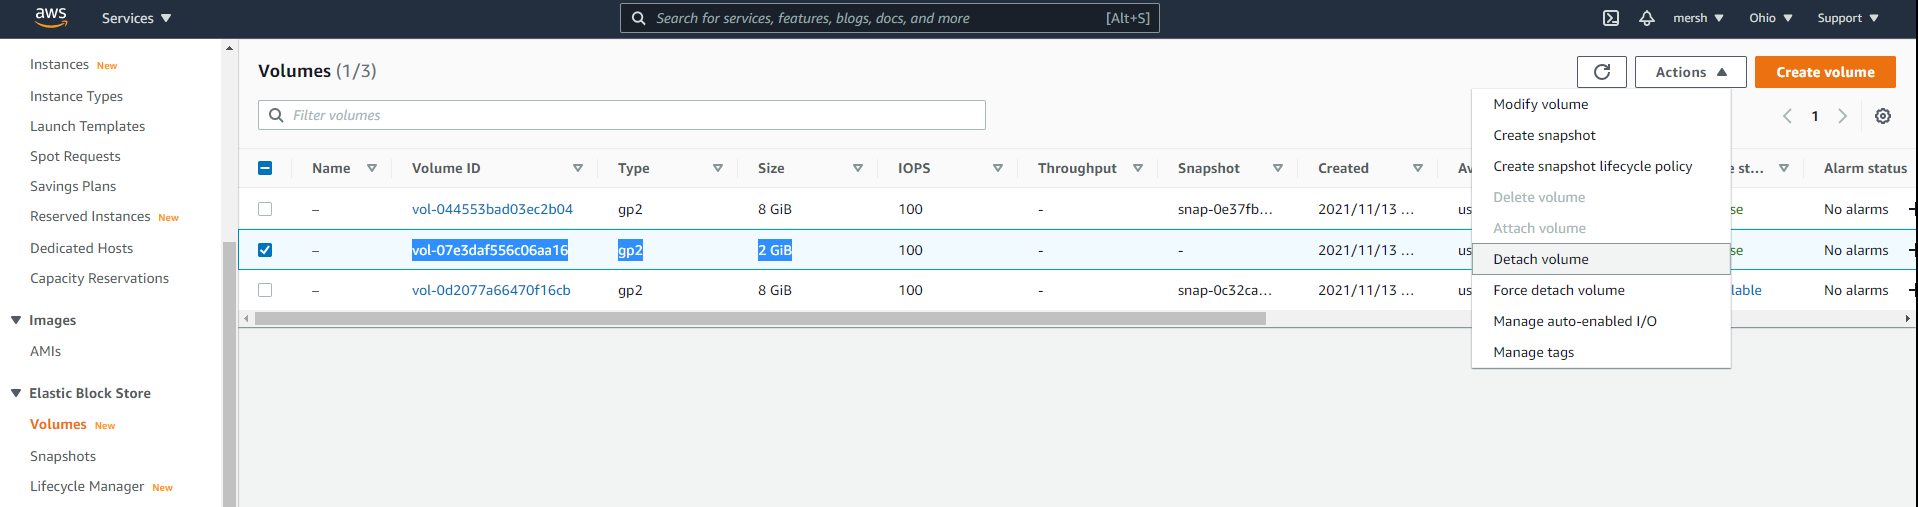 aws Services Search for services, features, blogs, docs, and more [Alt+S] mersh Ohio Support
Instances New
Instance Types
Launch Templates
Spot Requests
Savings Plans
Reserved Instances New
Dedicated Hosts
Capacity Reservations
Images
AMIs
Elastic Block Store
Volumes New
Snapshots
Lifecycle Manager New
Volumes (1/3) Actions Create volume
Filter volumes 1
Name Volume ID Type Size IOPS Throughput Snapshot Created Alarm status
– vol-044553bad03ec2b04 gp2 8 GiB 100 - snap-0e37fb... 2021/11/13 ... us se No alarms
– vol-07e3daf556c06aa16 gp2 2 GiB 100 - - 2021/11/13 ... us se No alarms
– vol-0d2077a66470f16cb gp2 8 GiB 100 - snap-0c32ca... 2021/11/13 ... us lable No alarms
Modify volume
Create snapshot
Create snapshot lifecycle policy
Delete volume
Attach volume
Detach volume
Force detach volume
Manage auto-enabled I/O
Manage tags